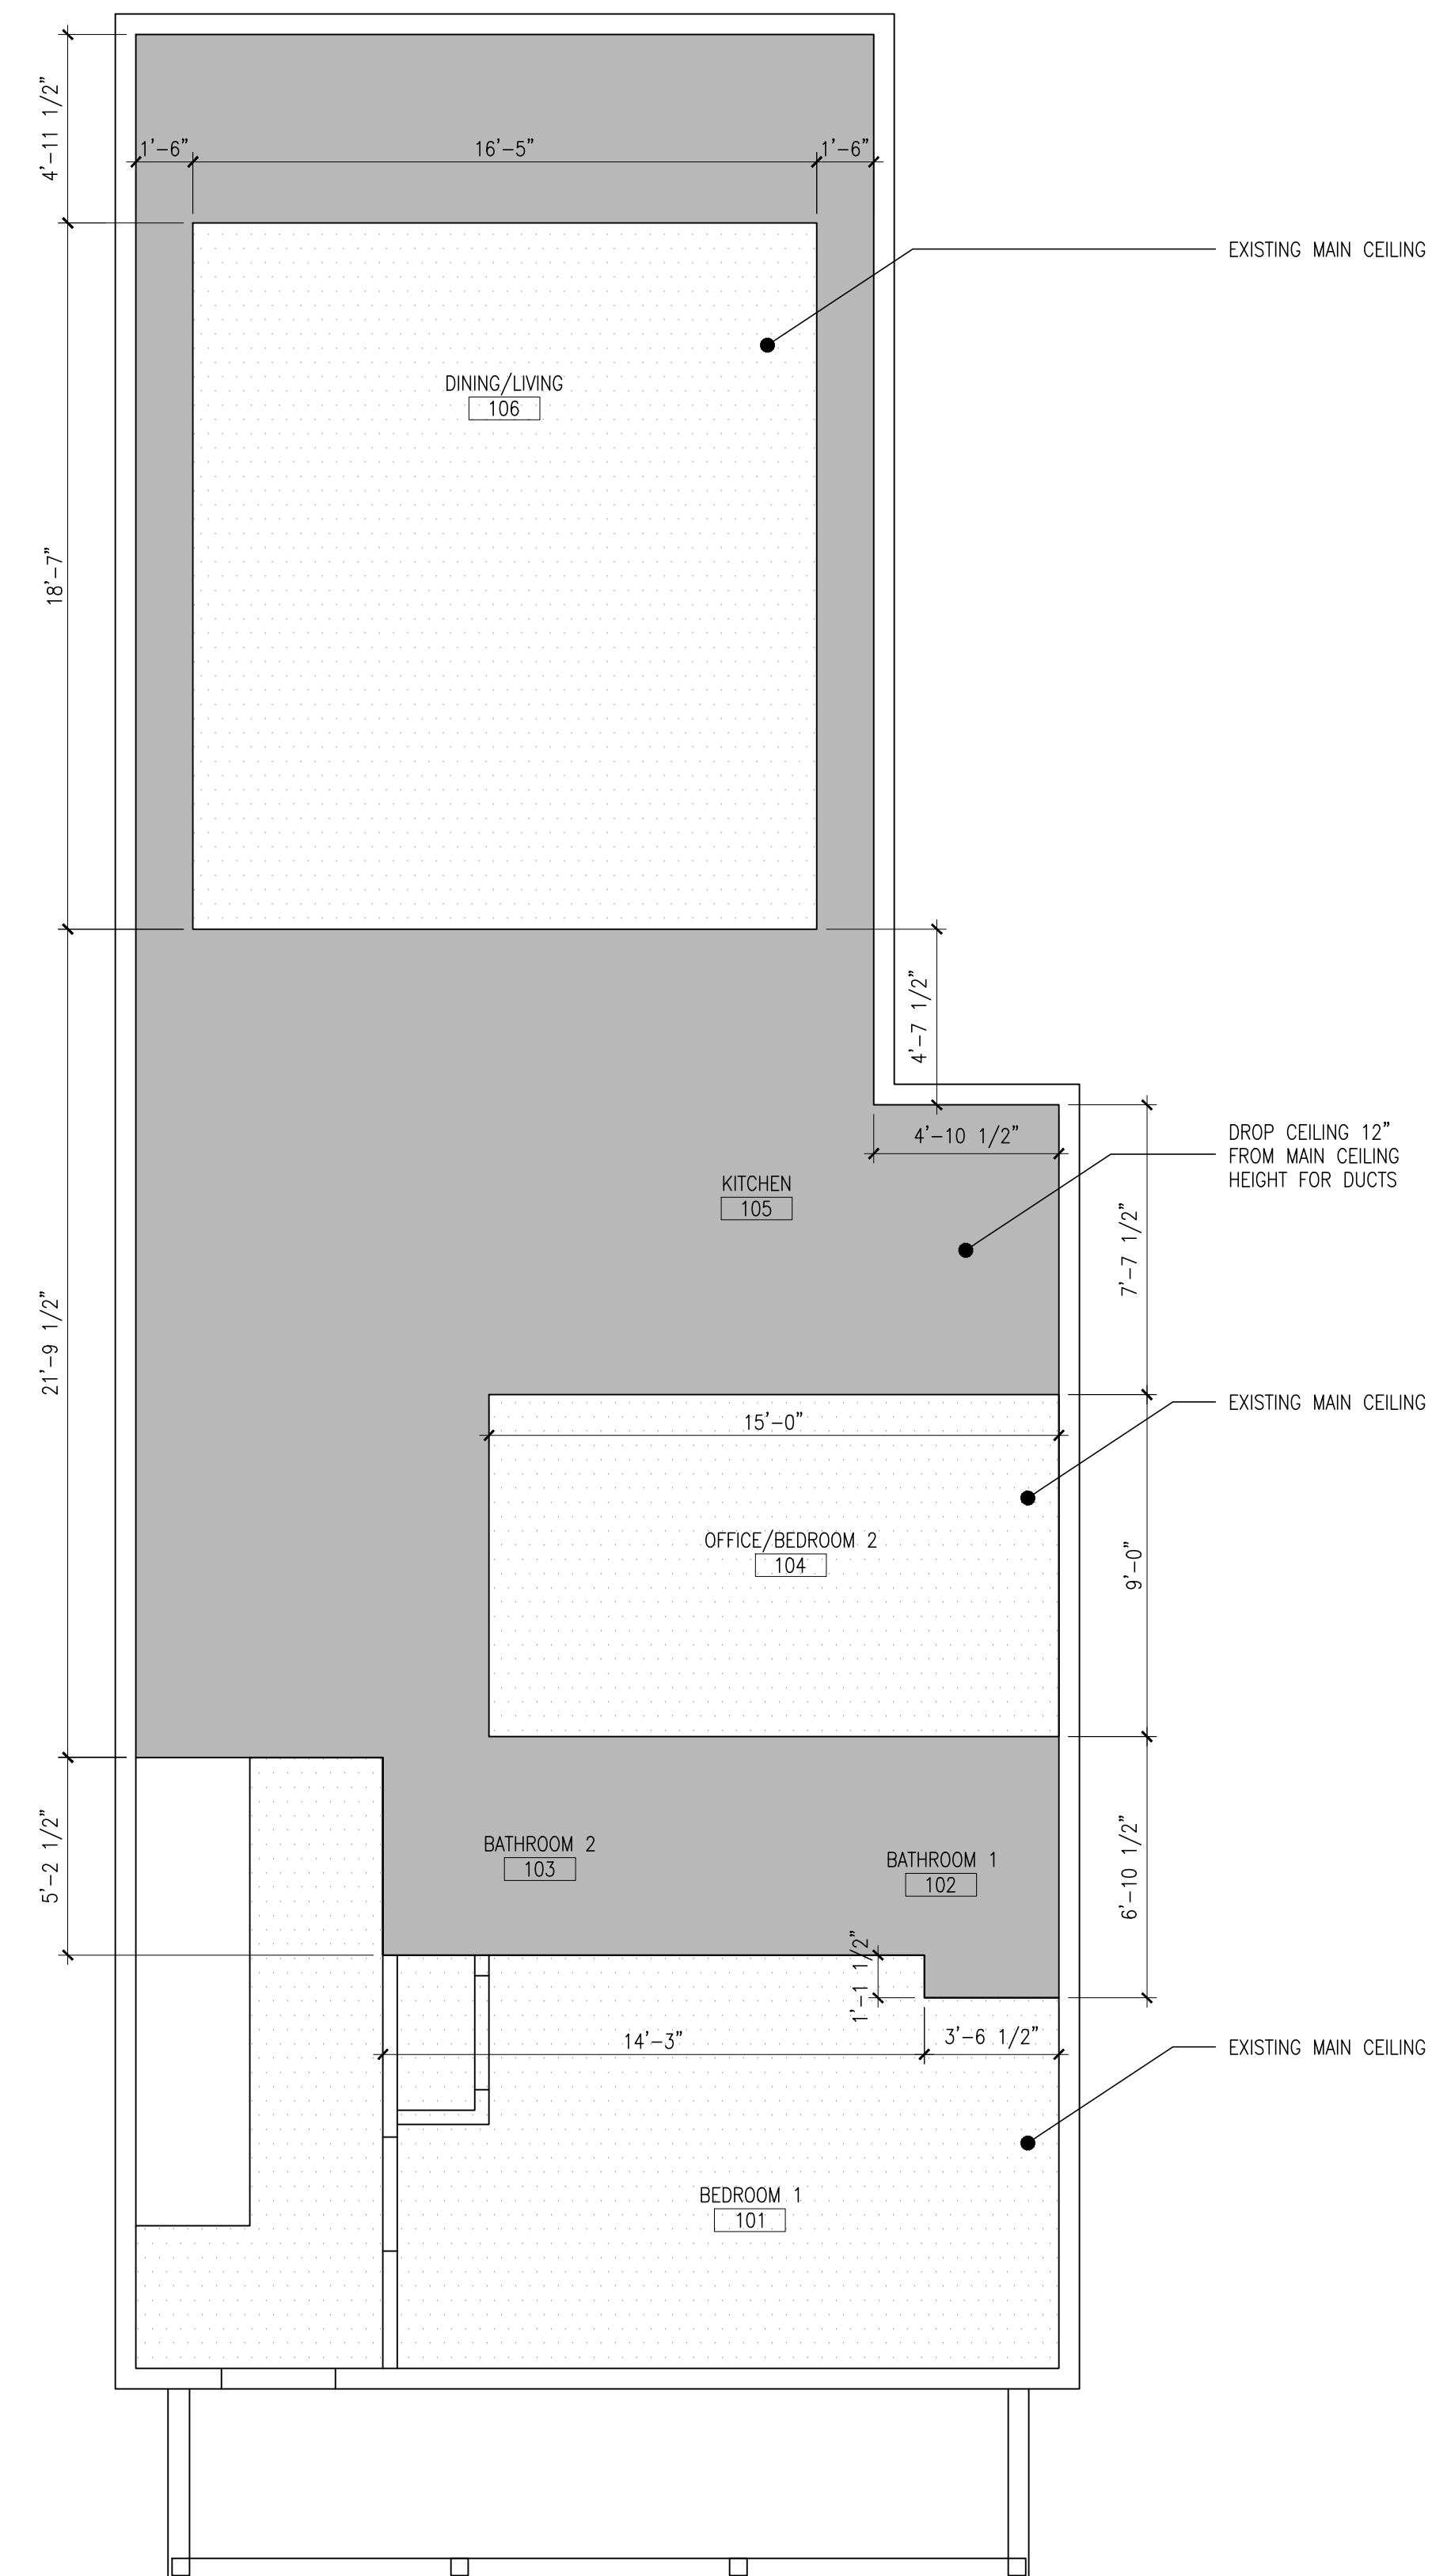 4'-11 1/2"
1'-6"
16'-5"
1'-6"
EXISTING MAIN CEILING
DINING/LIVING
106
18'-7"
4'-7 1/2"
4'-10 1/2"
DROP CEILING 12"
FROM MAIN CEILING
HEIGHT FOR DUCTS
KITCHEN
105
7'-7 1/2"
21'-9 1/2"
EXISTING MAIN CEILING
15'-0"
OFFICE/BEDROOM 2
104
9'-0"
BATHROOM 2
103
BATHROOM 1
102
5'-2 1/2"
6'-10 1/2"
1'-1 1/2"
14'-3"
3'-6 1/2"
EXISTING MAIN CEILING
BEDROOM 1
101